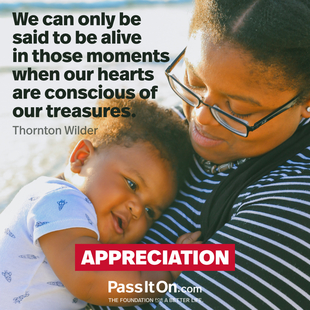 We can only be
said to be alive
in those moments
when our hearts
are conscious of
our treasures.
Thornton Wilder
APPRECIATION
PassItOn.com
THE FOUNDATION FOR A BETTER LIFE